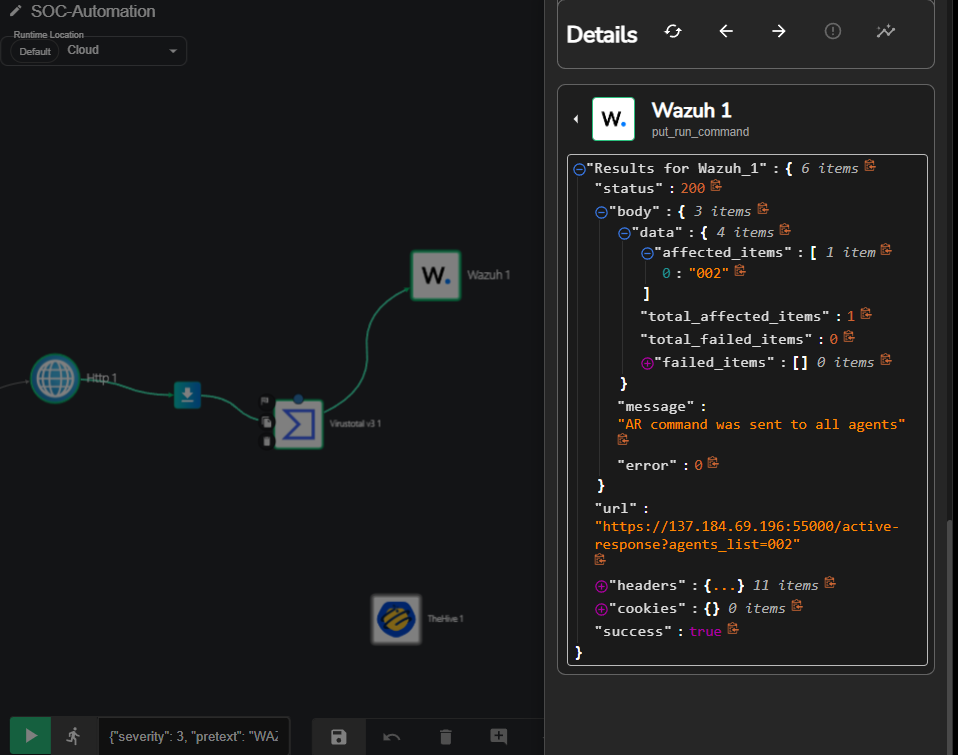 SOC-Automation
Runtime Location
Default Cloud
W.
Wazuh 1
Http 1
Virustotal v3 1
TheHive 1
{"severity": 3, "pretext": "WAZ
Details
W.
Wazuh 1
put_run_command
"Results for Wazuh_1" : { 6 items
"status" : 200
"body" : { 3 items
"data" : { 4 items
"affected_items" : [ 1 item
0 : "002"
]
"total_affected_items" : 1
"total_failed_items" : 0
"failed_items" : [] 0 items
}
"message" :
"AR command was sent to all agents"
"error" : 0
}
"url" :
"https://137.184.69.196:55000/active-
response?agents_list=002"
"headers" : {...} 11 items
"cookies" : {} 0 items
"success" : true
}